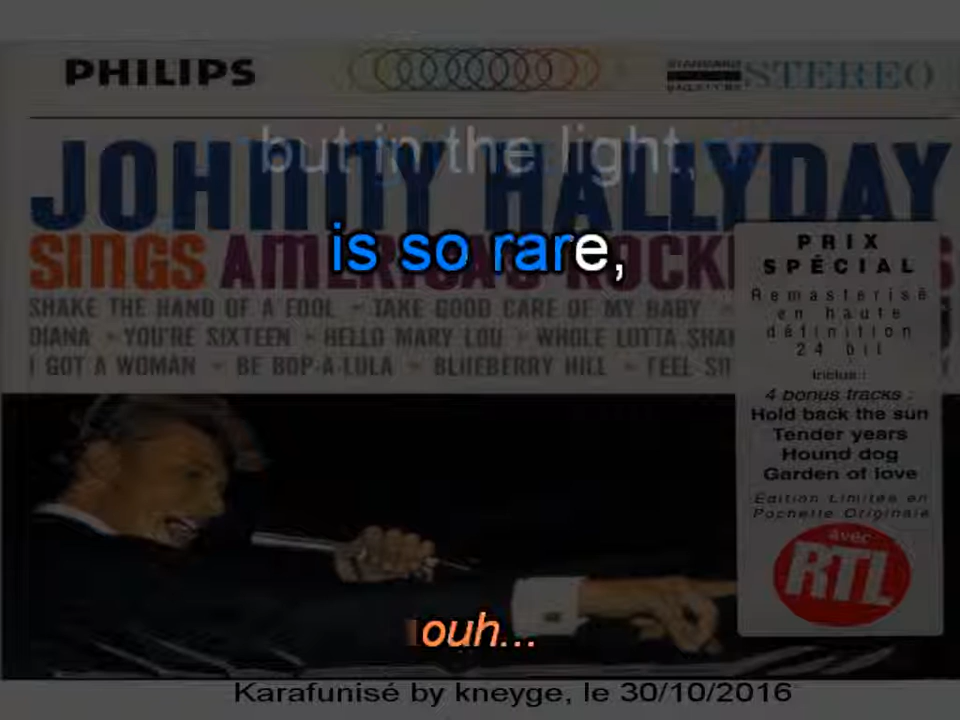 PHILIPS
STEREO
but in the light,
JOHNNY HALLYDAY
is so rare,
SINGS AMERICA'S ROCKI
SHAKE THE HAND OF A FOOL - TAKE GOOD CARE OF MY BABY -
DIANA - YOU'RE SIXTEEN - HELLO MARY LOU - WHOLE LOTTA SHA
I GOT A WOMAN - BE BOP-A-LULA - BLUEBERRY HILL - FEEL
PRIX
SPÉCIAL
Remasterisé
en haute
définition
24 bit
Inclus :
4 bonus tracks :
Hold back the sun
Tender years
Hound dog
Garden of love
Edition Limitée en
Pochette Originale
avec
RTL
ouh...
Karafunisé by kneyge, le 30/10/2016